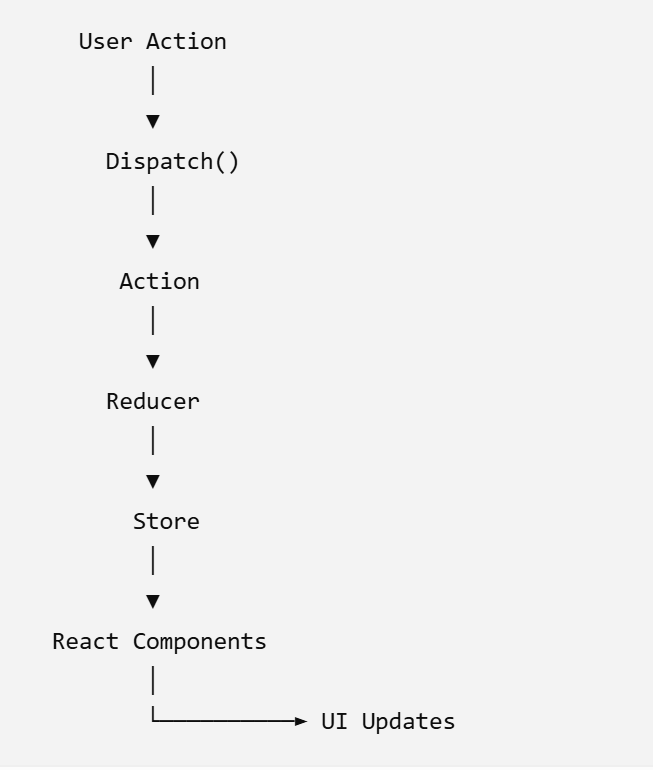 User Action
Dispatch()
Action
Reducer
Store
React Components
UI Updates